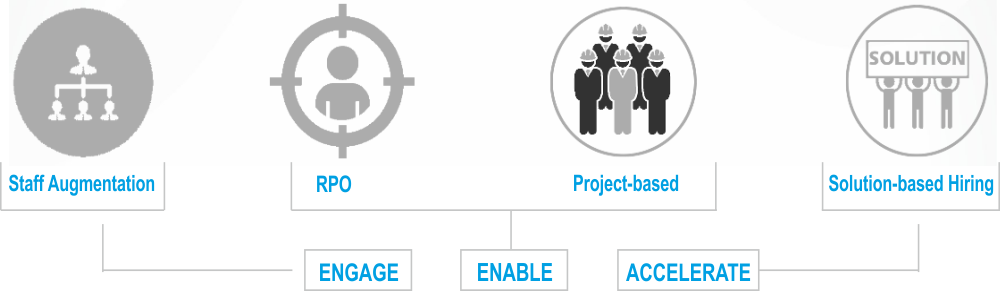 SOLUTION
Staff Augmentation
RPO
Project-based
Solution-based Hiring
ENGAGE
ENABLE
ACCELERATE